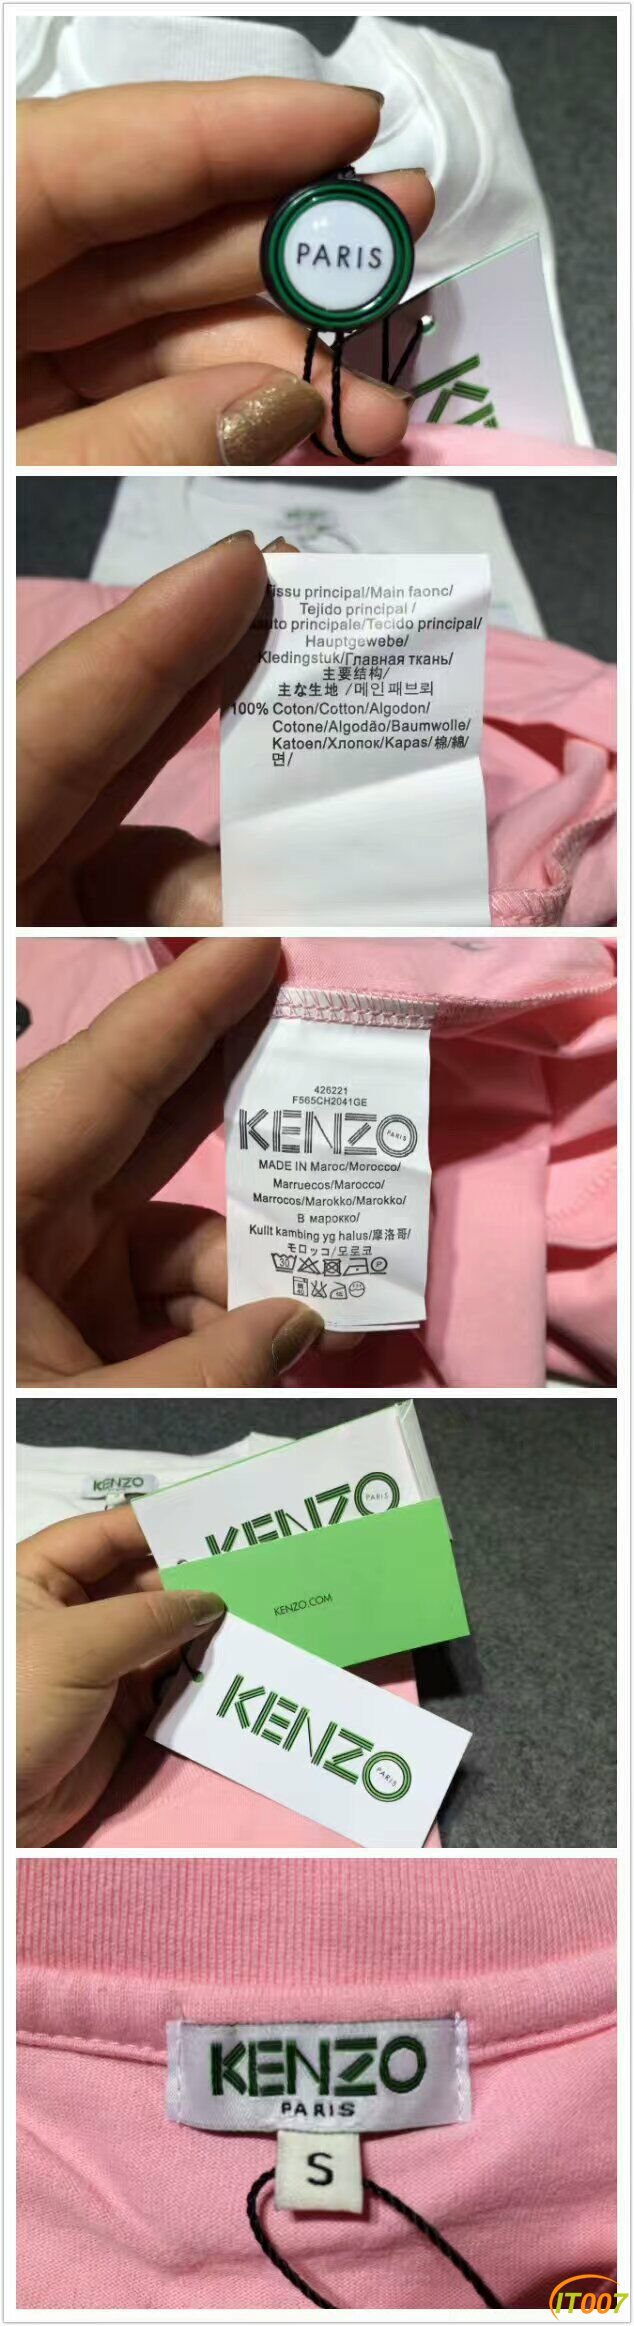 PARIS
Tissu principal/Main faonc/
Tejido principal /
principale/Tecido principal/
Hauptgewebe/
Kledingstuk/Главная ткань/
主要结构/
主な生地 /메인패브릭
100% Coton/Cotton/Algodon/
Cotone/Algodão/Baumwolle/
Katoen/Хлопок/Kapas/棉/綿/
면/
426221
F565CH2041GE
KENZO
PARIS
MADE IN Maroc/Morocco/
Marruecos/Marocco/
Marrocos/Marokko/Marokko/
В марокко/
Kulit kambing yg halus/摩洛哥/
モロッコ/모로코
30
P
KENZO
KENZO
PARIS
KENZO.COM
KENZO
PARIS
KENZO
PARIS
S
IT007